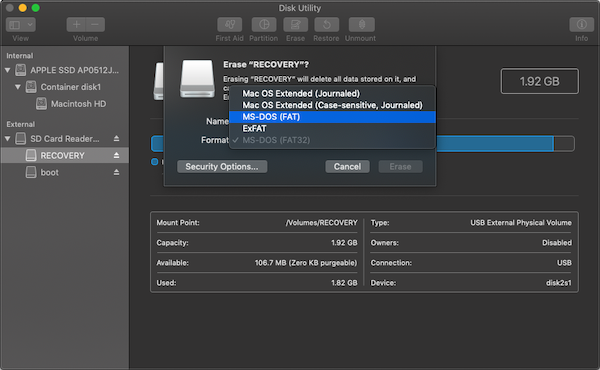 Disk Utility
View
Volume
First Aid
Partition
Erase
Restore
Unmount
Info
Internal
APPLE SSD AP0512J...
Container disk1
Macintosh HD
External
SD Card Reader...
RECOVERY
boot
Erase “RECOVERY”?
Erasing “RECOVERY” will delete all data stored on it, and
Name
Format
Mac OS Extended (Journaled)
Mac OS Extended (Case-sensitive, Journaled)
MS-DOS (FAT)
ExFAT
✓ MS-DOS (FAT32)
Security Options...
Cancel
Erase
1.92 GB
Mount Point:
/Volumes/RECOVERY
Type:
USB External Physical Volume
Capacity:
1.92 GB
Owners:
Disabled
Available:
106.7 MB (Zero KB purgeable)
Connection:
USB
Used:
1.82 GB
Device:
disk2s1